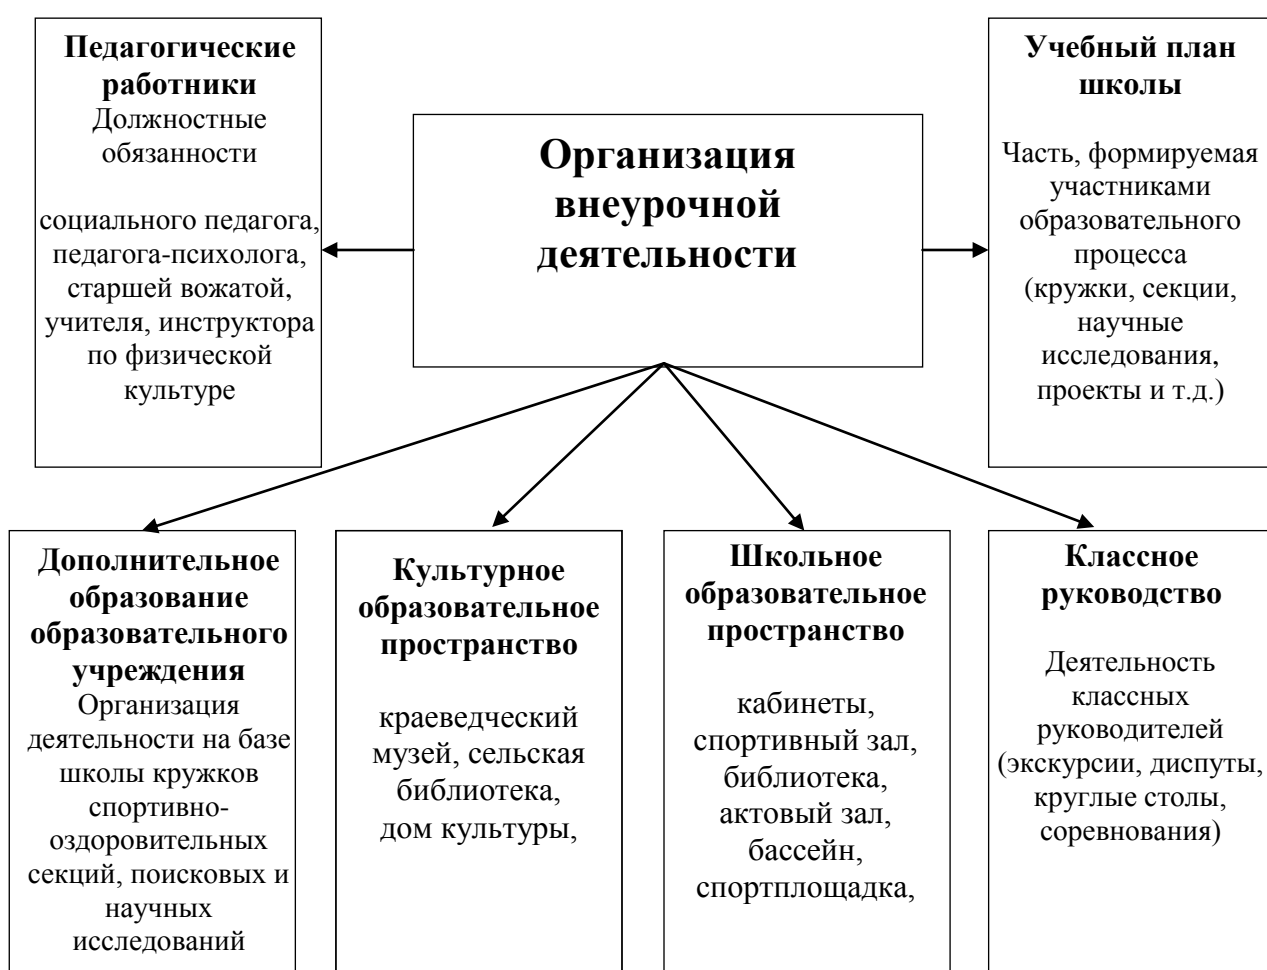 Педагогические
работники
Должностные
обязанности
социального педагога,
педагога-психолога,
старшей вожатой,
учителя, инструктора
по физической
культуре
Организация
внеурочной
деятельности
Учебный план
школы
Часть, формируемая
участниками
образовательного
процесса
(кружки, секции,
научные
исследования,
проекты и т.д.)
Дополнительное
образование
образовательного
учреждения
Организация
деятельности на базе
школы кружков
спортивно-
оздоровительных
секций, поисковых и
научных
исследований
Культурное
образовательное
пространство
краеведческий
музей, сельская
библиотека,
дом культуры,
Школьное
образовательное
пространство
кабинеты,
спортивный зал,
библиотека,
актовый зал,
бассейн,
спортплощадка,
Классное
руководство
Деятельность
классных
руководителей
(экскурсии, диспуты,
круглые столы,
соревнования)